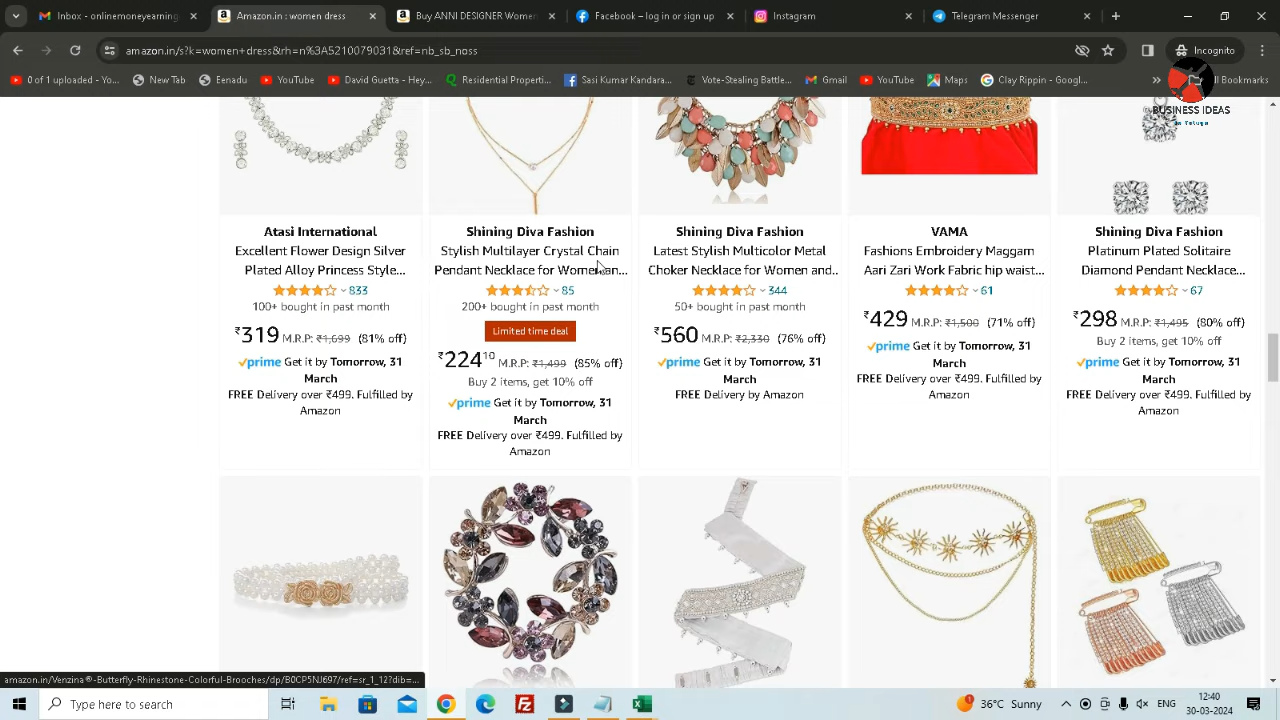 Inbox - onlinemoneyearning
Amazon.in : women dress
Buy ANNI DESIGNER Women
Facebook – log in or sign up
Instagram
Telegram Messenger
amazon.in/s?k=women+dress&rh=n%3A5210079031&ref=nb_sb_noss
Incognito
0 of 1 uploaded - Yo...
New Tab
Eenadu
YouTube
David Guetta - Hey...
Residential Properti...
Sasi Kumar Kandara...
Vote-Stealing Battle...
Gmail
YouTube
Maps
Clay Rippin - Googl...
ll Bookmarks
BUSINESS IDEAS
in Telugu
Atasi International
Excellent Flower Design Silver
Plated Alloy Princess Style...
833
100+ bought in past month
₹319 M.R.P: ₹1,699 (81% off)
prime Get it by Tomorrow, 31
March
FREE Delivery over ₹499. Fulfilled by
Amazon
Shining Diva Fashion
Stylish Multilayer Crystal Chain
Pendant Necklace for Women an...
85
200+ bought in past month
Limited time deal
₹224¹⁰ M.R.P: ₹1,499 (85% off)
Buy 2 items, get 10% off
prime Get it by Tomorrow, 31
March
FREE Delivery over ₹499. Fulfilled by
Amazon
Shining Diva Fashion
Latest Stylish Multicolor Metal
Choker Necklace for Women and...
344
50+ bought in past month
₹560 M.R.P: ₹2,330 (76% off)
prime Get it by Tomorrow, 31
March
FREE Delivery by Amazon
VAMA
Fashions Embroidery Maggam
Aari Zari Work Fabric hip waist...
61
₹429 M.R.P: ₹1,500 (71% off)
prime Get it by Tomorrow, 31
March
FREE Delivery over ₹499. Fulfilled by
Amazon
Shining Diva Fashion
Platinum Plated Solitaire
Diamond Pendant Necklace...
67
₹298 M.R.P: ₹1,495 (80% off)
Buy 2 items, get 10% off
prime Get it by Tomorrow, 31
March
FREE Delivery over ₹499. Fulfilled by
Amazon
amazon.in/Venzina®-Butterfly-Rhinestone-Colorful-Brooches/dp/B0CP5NJ697/ref=sr_1_12?dib=...
Type here to search
36°C Sunny
ENG
12:40
30-03-2024